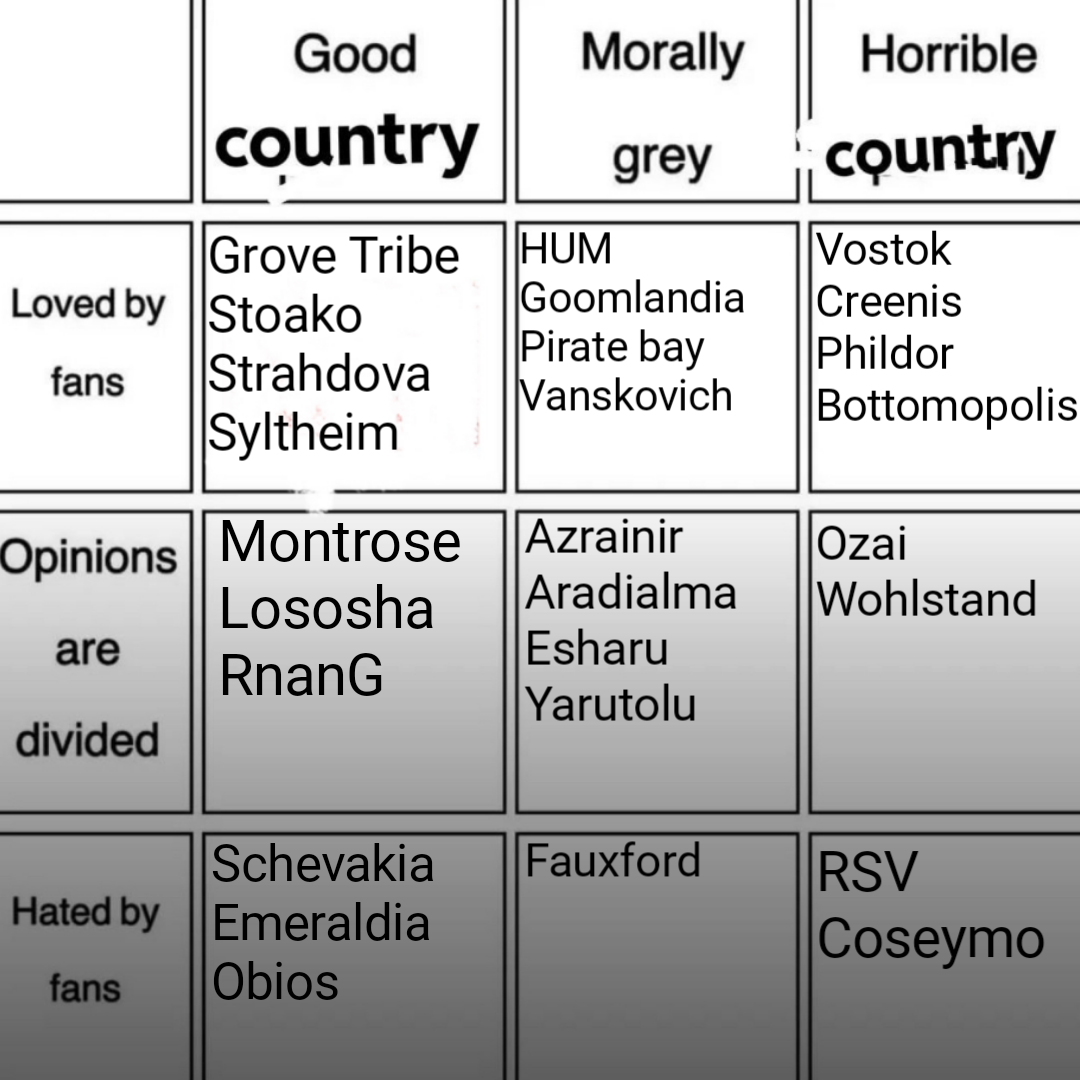 Good
country
Morally
grey
Horrible
country
Loved by
fans
Grove Tribe
Stoako
Strahdova
Syltheim
HUM
Goomlandia
Pirate bay
Vanskovich
Vostok
Creenis
Phildor
Bottomopolis
Opinions
are
divided
Montrose
Lososha
RnanG
Azrainir
Aradialma
Esharu
Yarutolu
Ozai
Wohlstand
Hated by
fans
Schevakia
Emeraldia
Obios
Fauxford
RSV
Coseymo